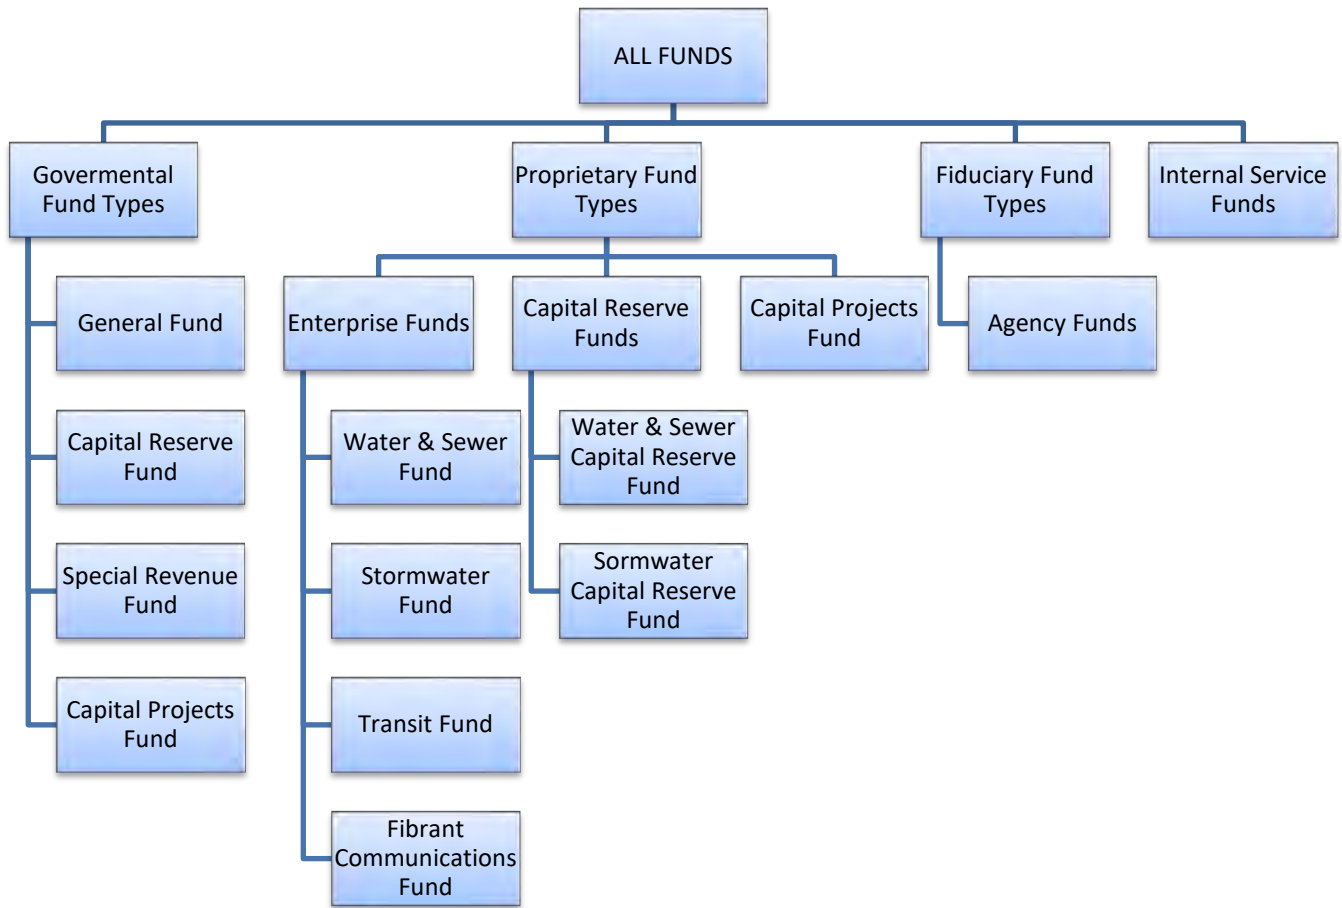 ALL FUNDS
Govermental
Fund Types
Proprietary Fund
Types
Fiduciary Fund
Types
Internal Service
Funds
General Fund
Capital Reserve
Fund
Special Revenue
Fund
Capital Projects
Fund
Enterprise Funds
Water & Sewer
Fund
Stormwater
Fund
Transit Fund
Fibrant
Communications
Fund
Capital Reserve
Funds
Water & Sewer
Capital Reserve
Fund
Sormwater
Capital Reserve
Fund
Capital Projects
Fund
Agency Funds